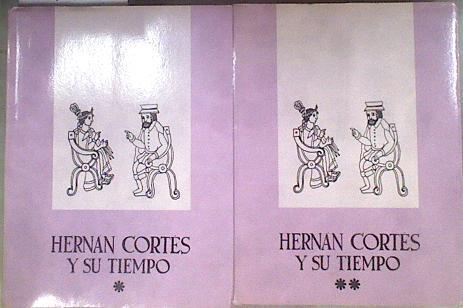 HERNAN CORTES
Y SU TIEMPO
*
HERNAN CORTES
Y SU TIEMPO
**